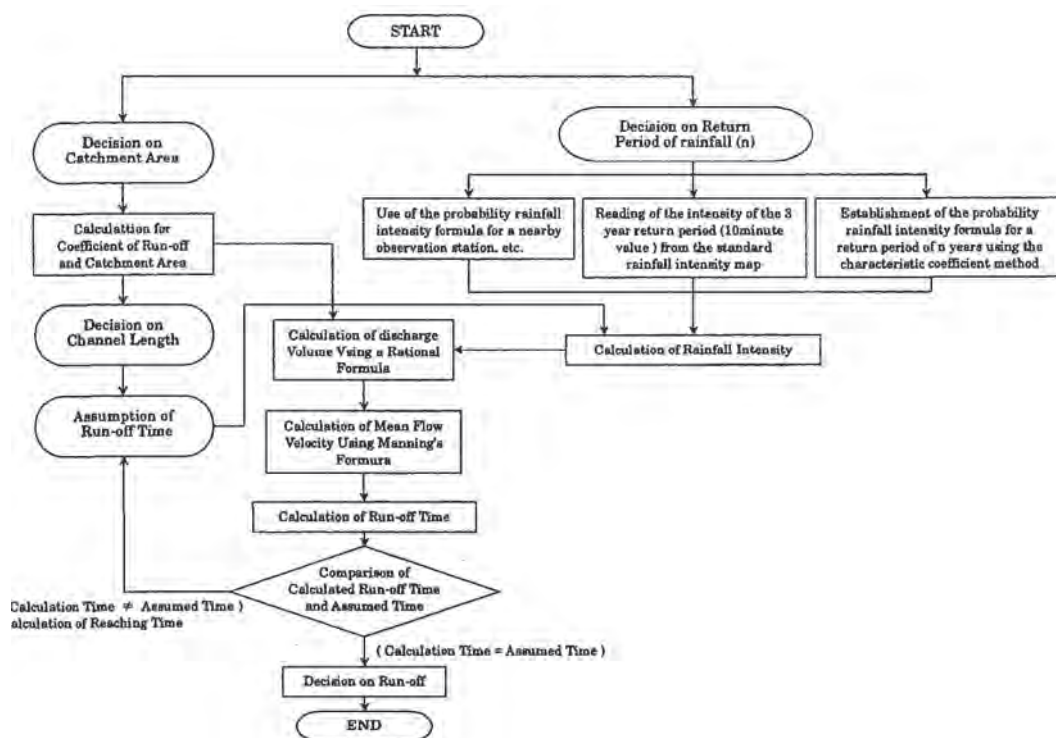 START
Decision on
Catchment Area
Decision on Return
Period of rainfall (n)
Calculation for
Coefficient of Run-off
and Catchment Area
Use of the probability rainfall
intensity formula for a nearby
observation station, etc.
Reading of the intensity of the 3
year return period (10minute
value ) from the standard
rainfall intensity map
Establishment of the probability
rainfall intensity formula for a
return period of n years using the
characteristic coefficient method
Decision on
Channel Length
Calculation of discharge
Volume Vsing a Rational
Formula
Calculation of Rainfall Intensity
Assumption of
Run-off Time
Calculation of Mean Flow
Velocity Using Manning's
Formura
Calculation of Run-off Time
Comparison of
Calculated Run-off Time
and Assumed Time
Calculation Time ≠ Assumed Time )
alculation of Reaching Time
( Calculation Time = Assumed Time )
Decision on Run-off
END